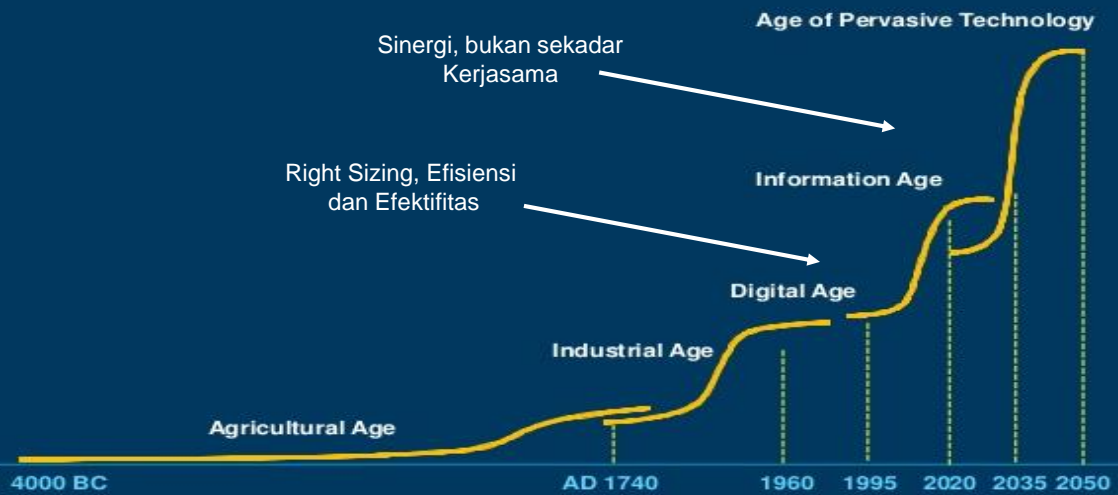 Age of Pervasive Technology
Sinergi, bukan sekadar
Kerjasama
Right Sizing, Efisiensi
dan Efektifitas
Information Age
Digital Age
Industrial Age
Agricultural Age
4000 BC AD 1740 1960 1995 2020 2035 2050